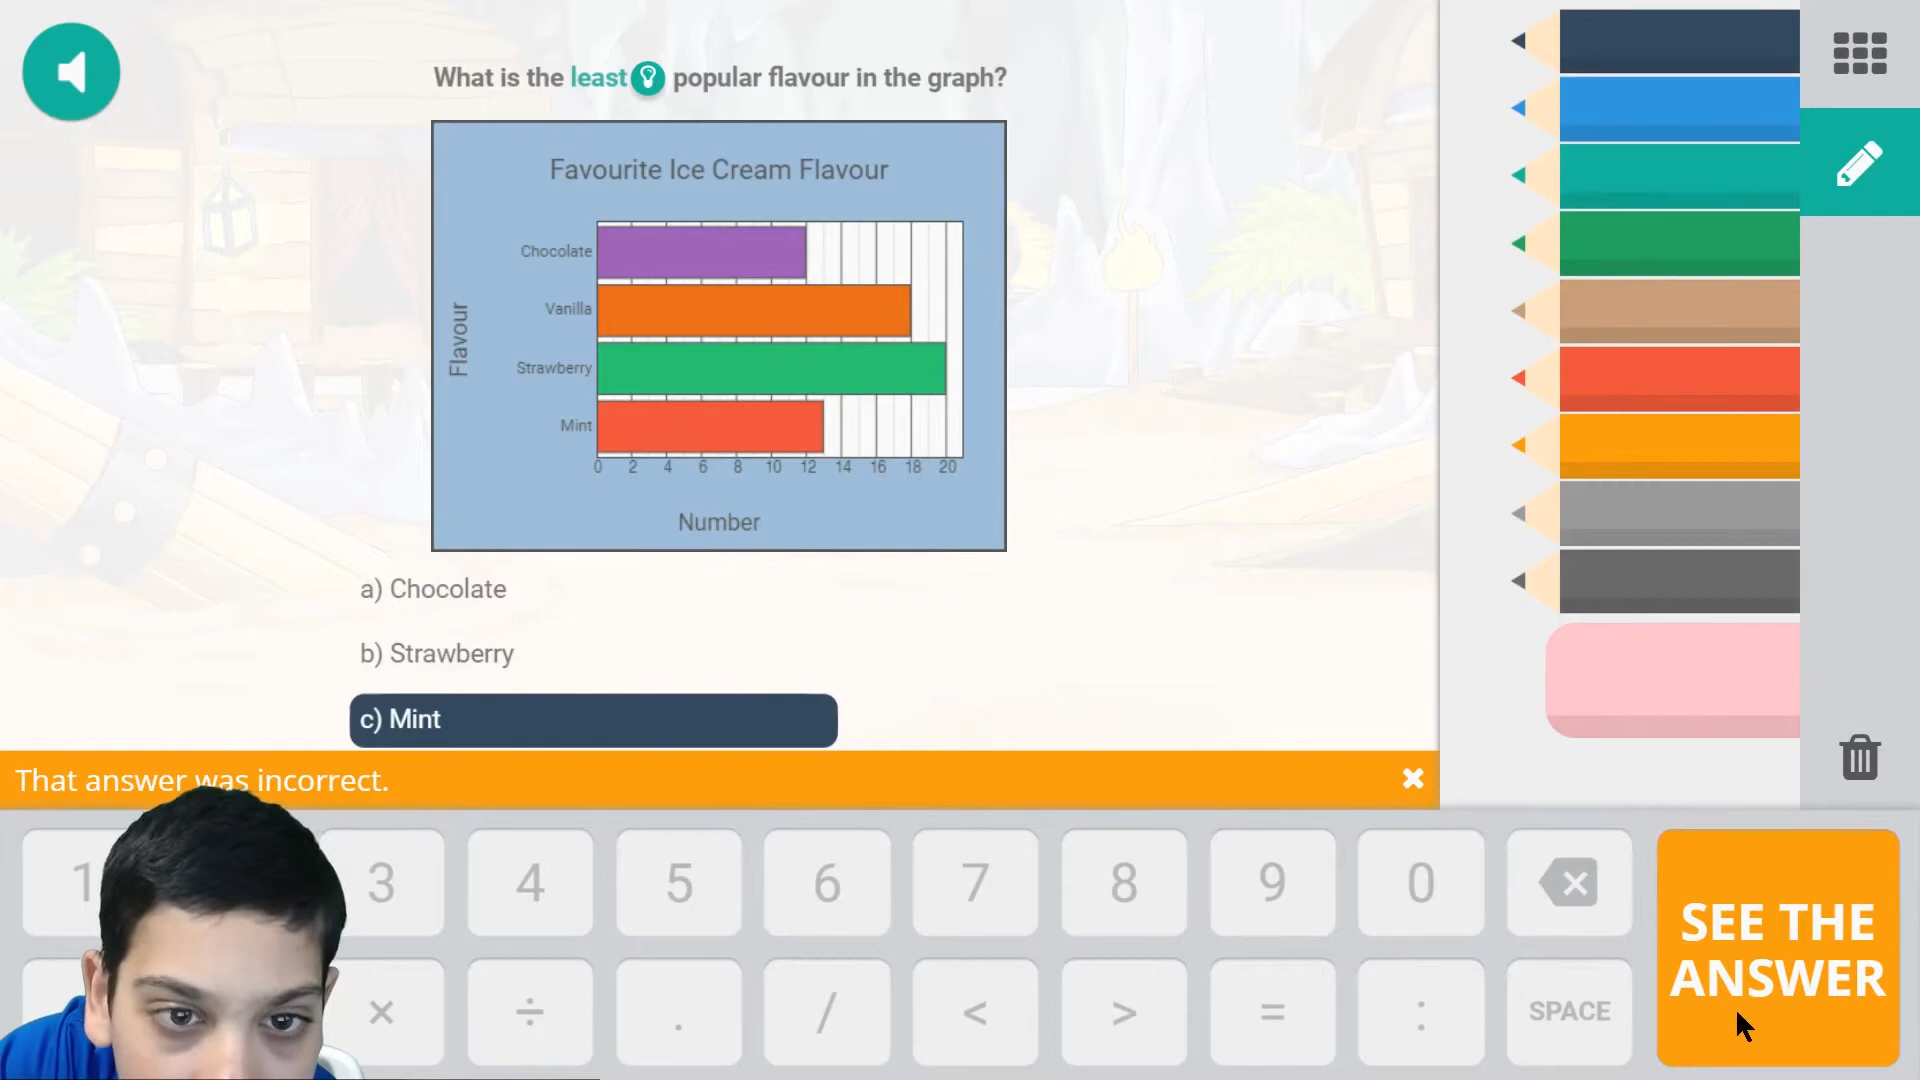 What is the least popular flavour in the graph?
Favourite Ice Cream Flavour
Flavour
Chocolate
Vanilla
Strawberry
Mint
0 2 4 6 8 10 12 14 16 18 20
Number
a) Chocolate
b) Strawberry
c) Mint
That answer was incorrect.
1 3 4 5 6 7 8 9 0
× ÷ . / < > = : SPACE
SEE THE
ANSWER